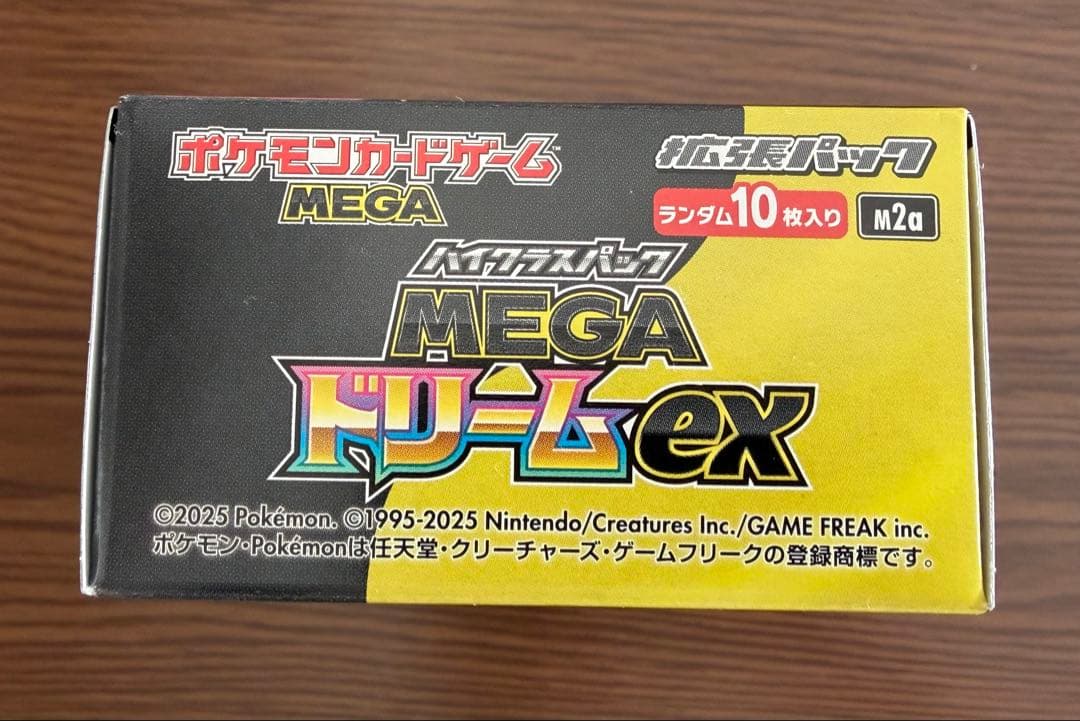 ポケモンカードゲーム™
MEGA
拡張パック
ランダム10枚入り
M2a
ハイクラスパック
MEGA
ドリームex
©2025 Pokémon. ©1995-2025 Nintendo/Creatures Inc./GAME FREAK inc.
ポケモン・Pokémonは任天堂・クリーチャーズ・ゲームフリークの登録商標です。